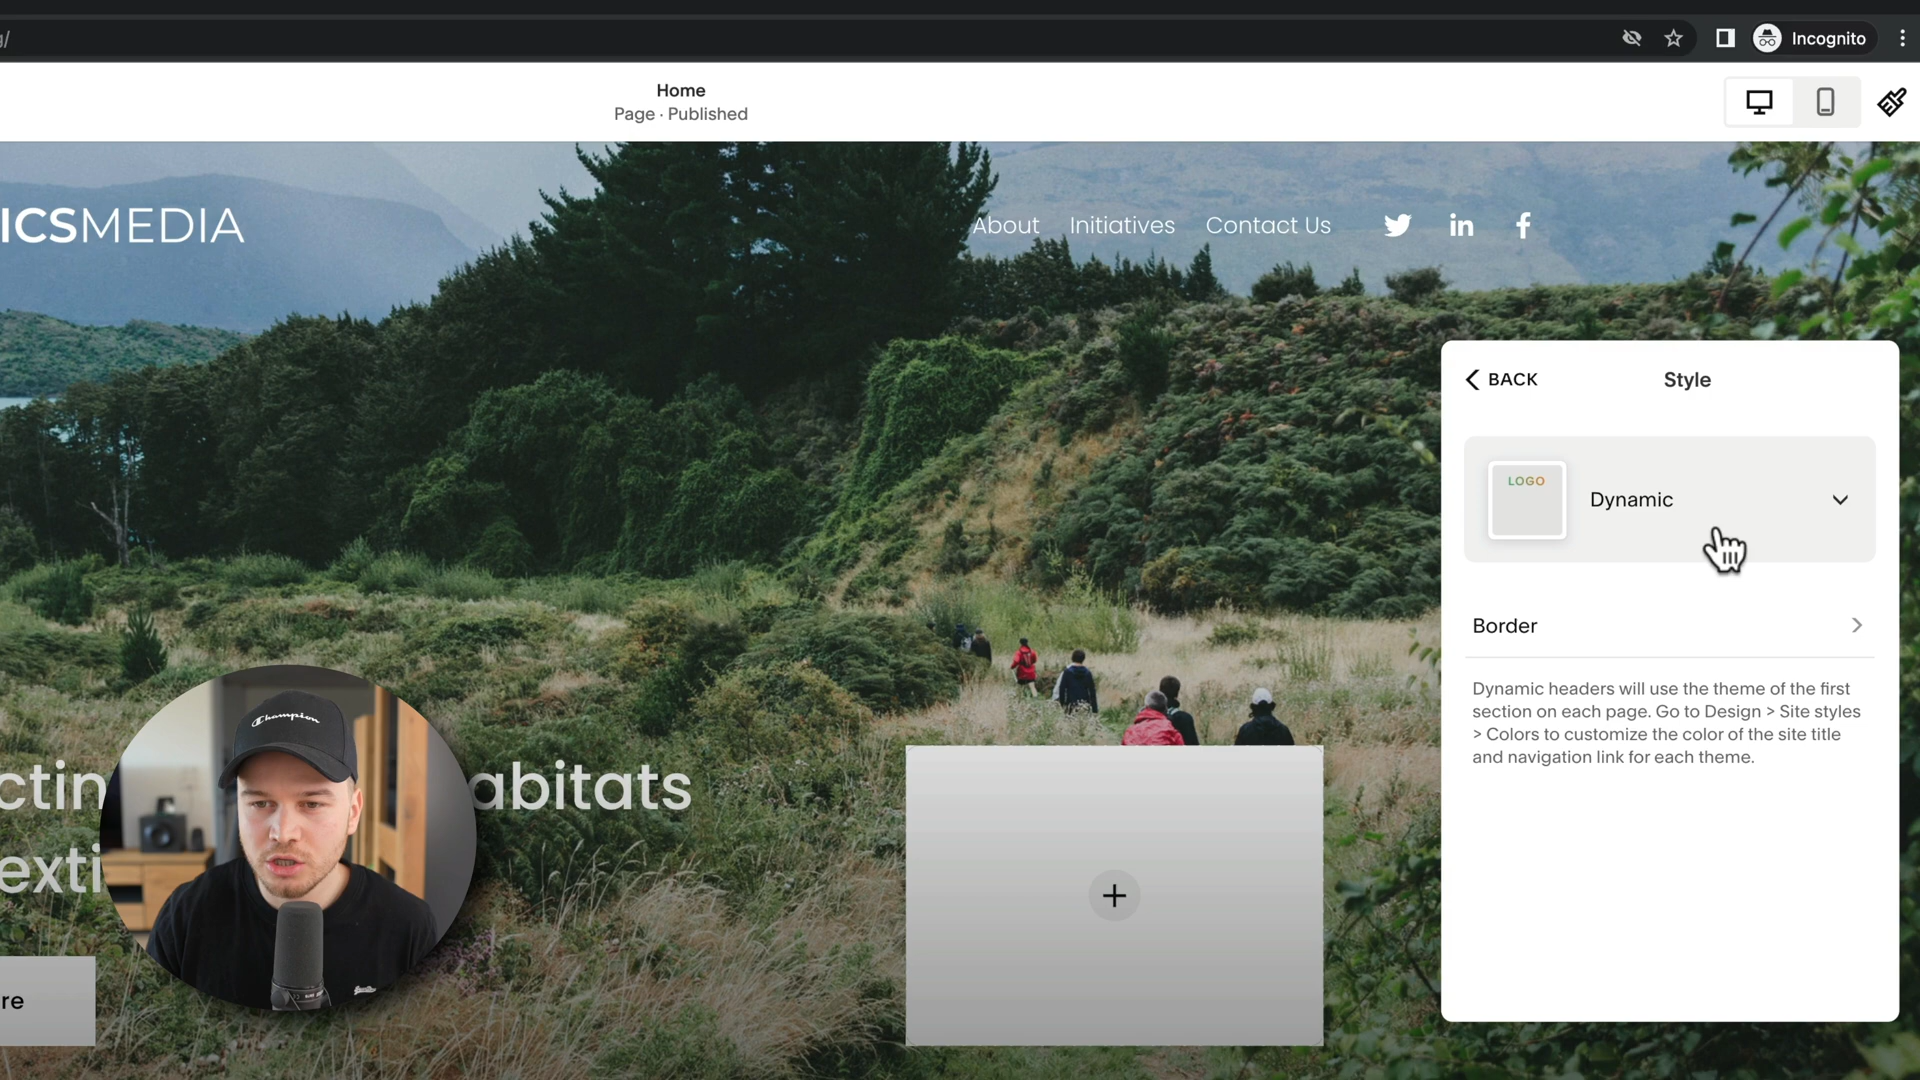 g/
Incognito
Home
Page · Published
ICSMEDIA
About Initiatives Contact Us
in f
BACK
Style
LOGO
Dynamic
Border
Dynamic headers will use the theme of the first
section on each page. Go to Design > Site styles
> Colors to customize the color of the site title
and navigation link for each theme.
Champion
ctin
abitats
exti
re